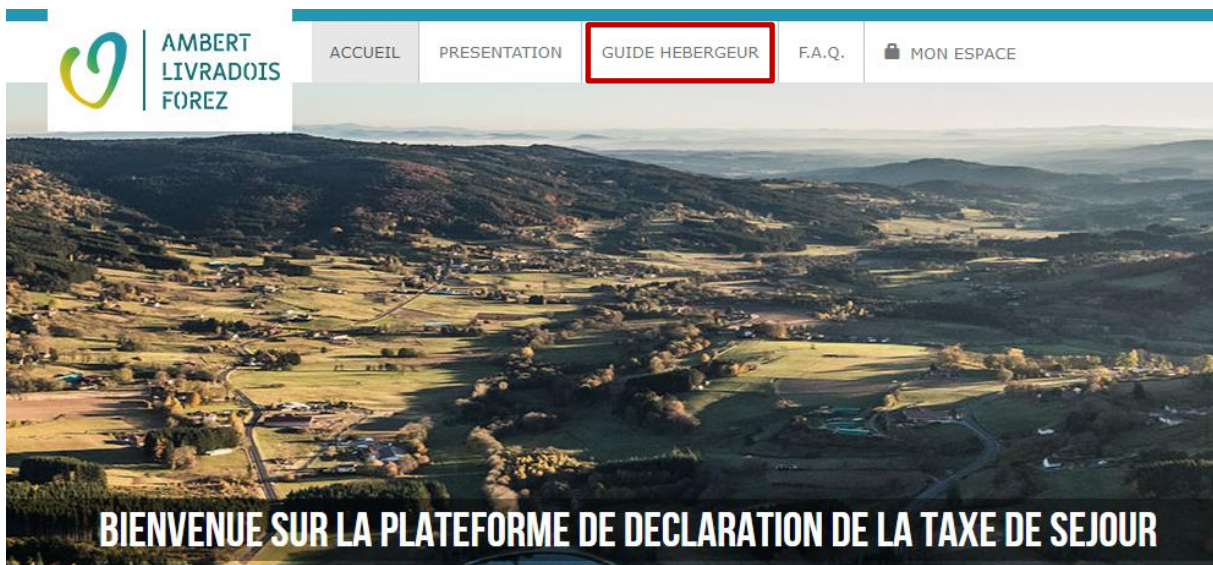 AMBERT
LIVRADOIS
FOREZ
ACCUEIL
PRESENTATION
GUIDE HEBERGEUR
F.A.Q.
MON ESPACE
BIENVENUE SUR LA PLATEFORME DE DECLARATION DE LA TAXE DE SEJOUR